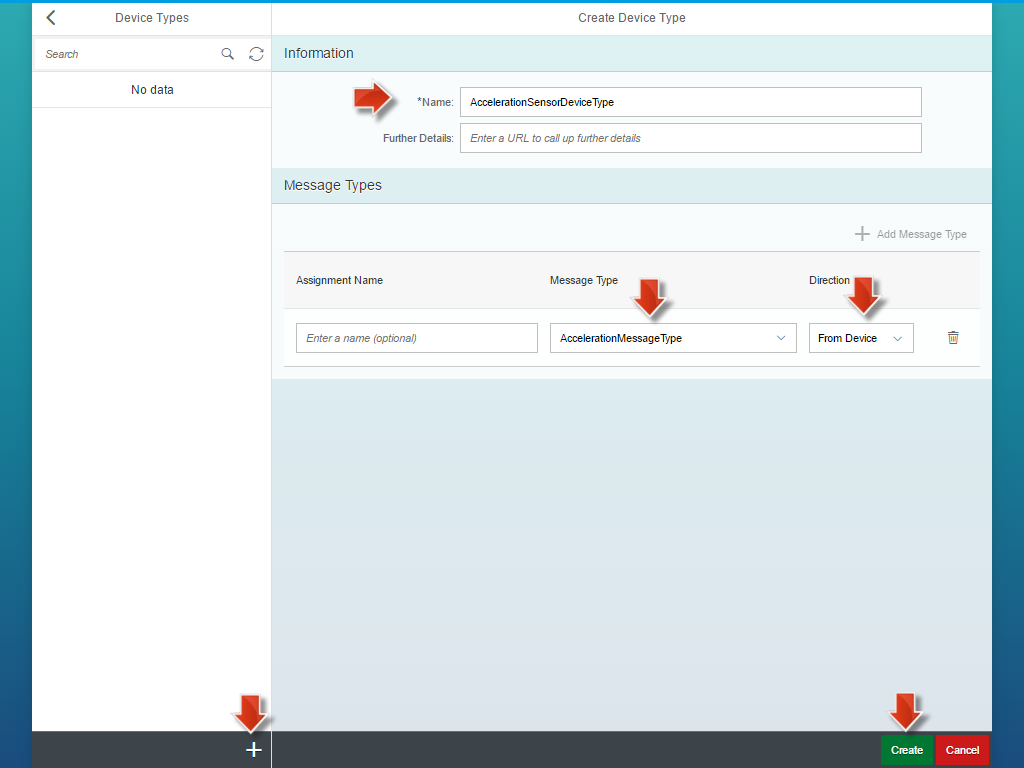 Device Types
Create Device Type
Search
No data
Information
*Name:
AccelerationSensorDeviceType
Further Details:
Enter a URL to call up further details
Message Types
Add Message Type
Assignment Name
Message Type
Direction
Enter a name (optional)
AccelerationMessageType
From Device
Create
Cancel